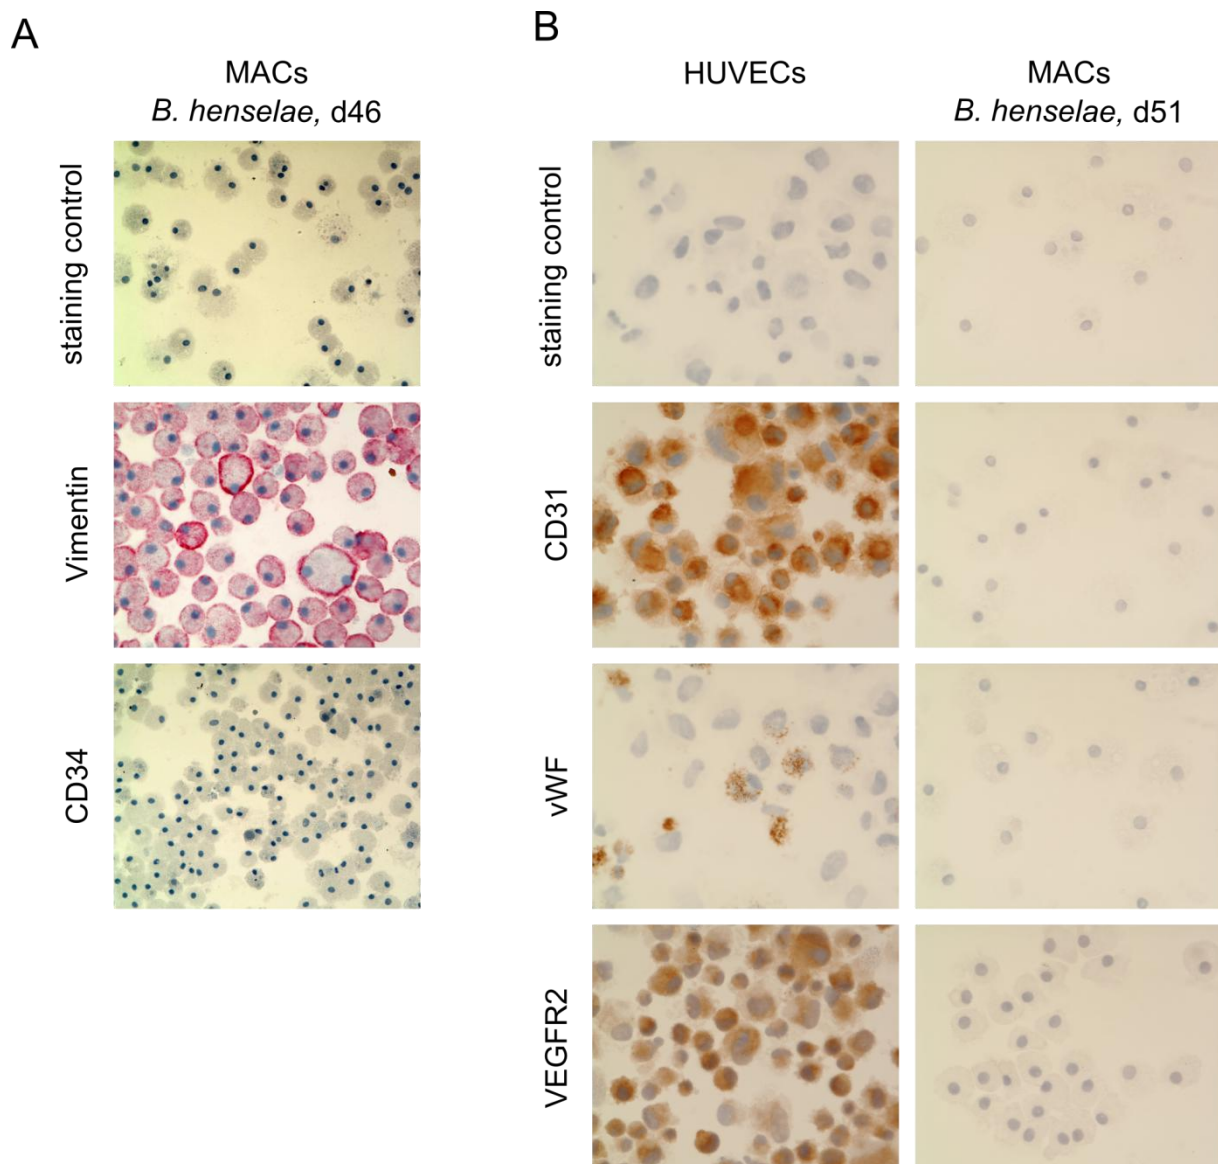 A
MACs
B. henselae, d46
staining control
Vimentin
CD34
B
HUVECs
MACs
B. henselae, d51
staining control
CD31
vWF
VEGFR2